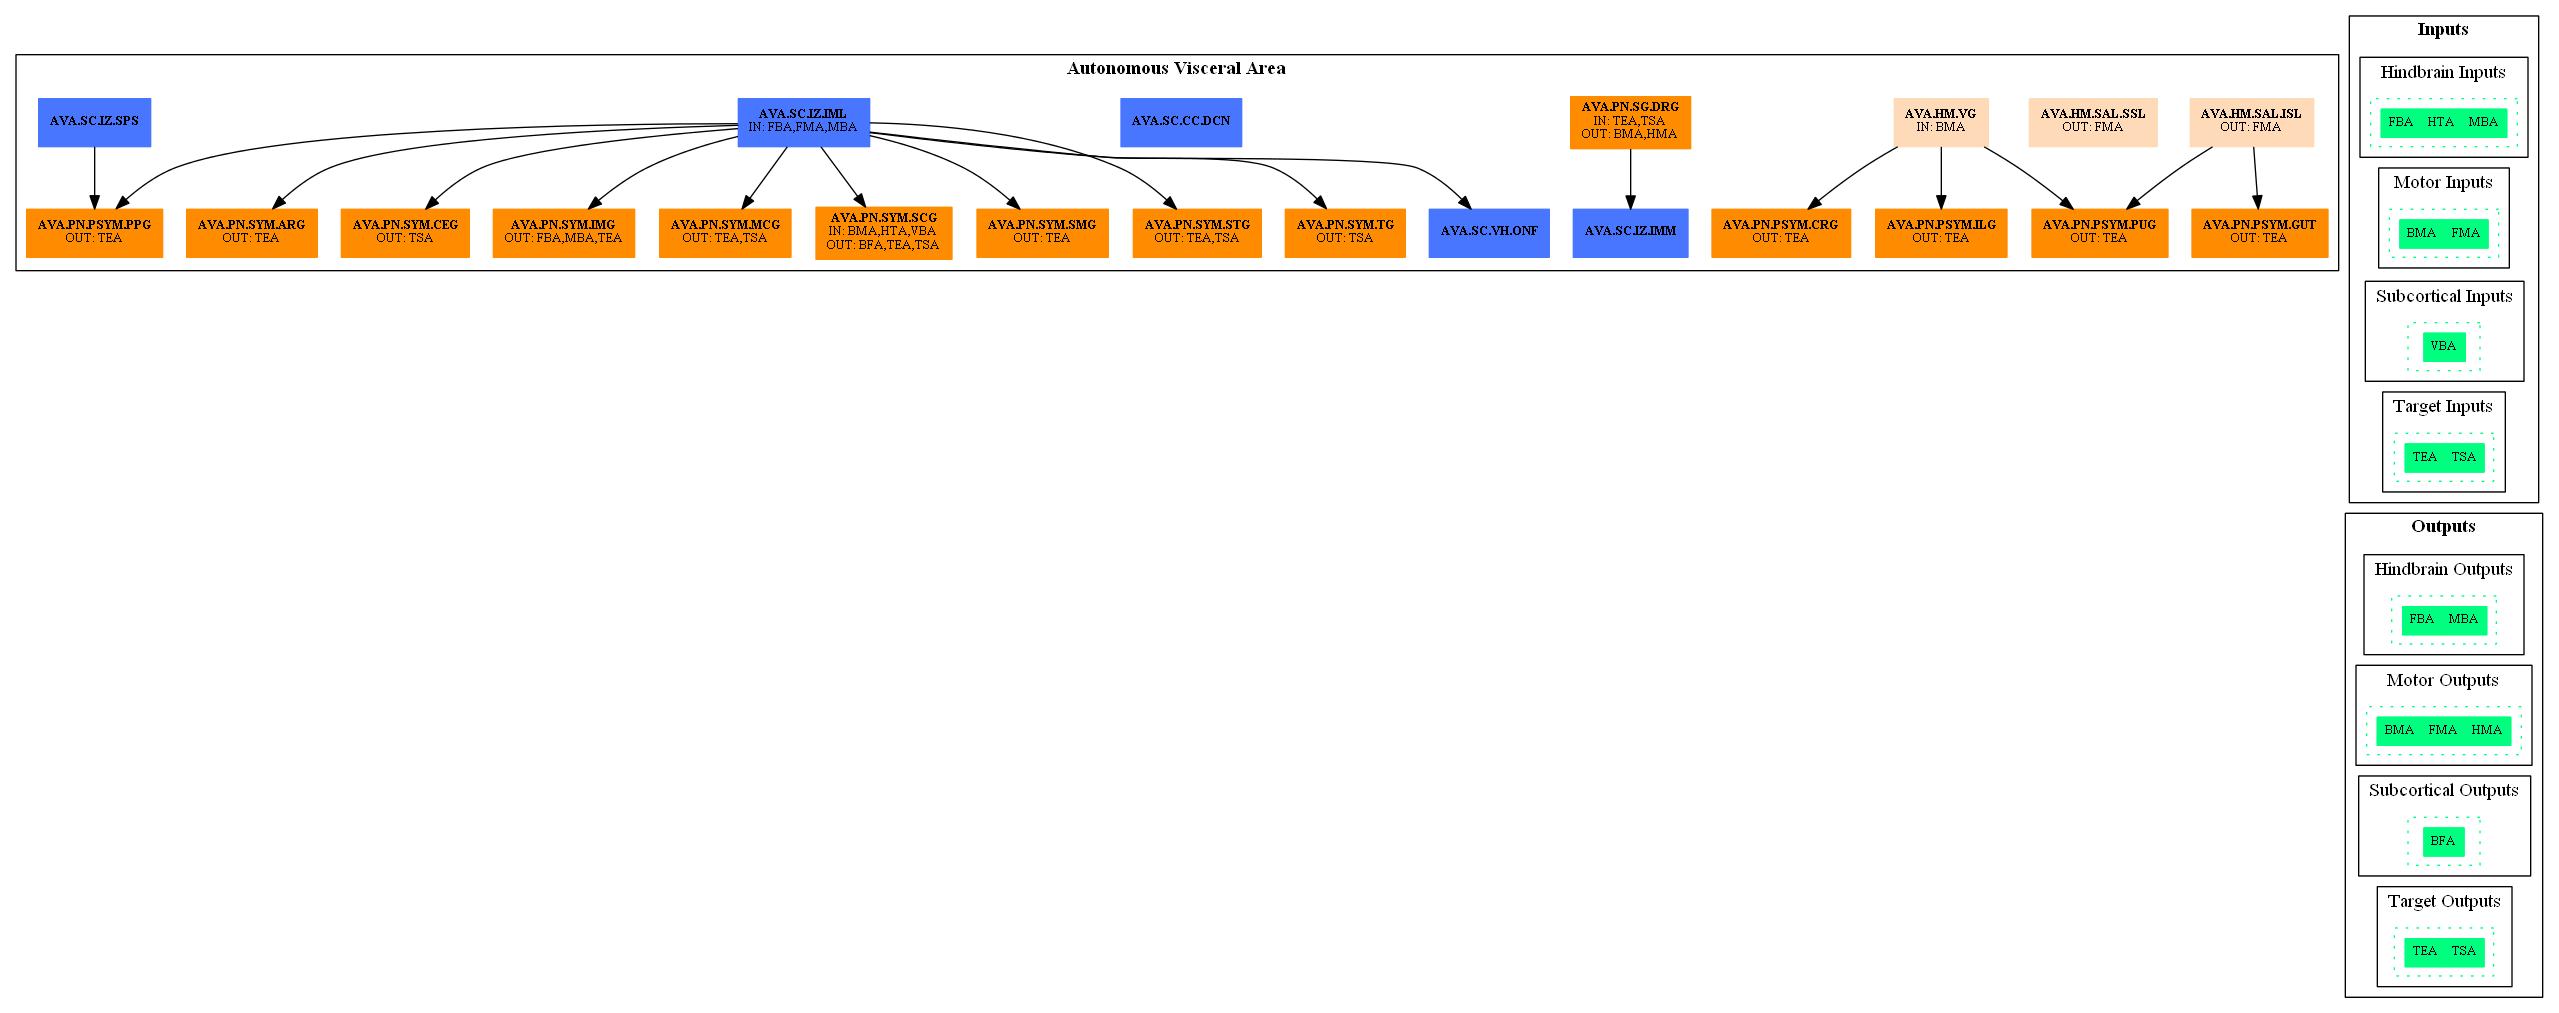 Autonomous Visceral Area
AVA.SC.IZ.SPS
AVA.SC.IZ.IML
IN: FBA,FMA,MBA
AVA.SC.CC.DCN
AVA.PN.SG.DRG
IN: TEA,TSA
OUT: BMA,HMA
AVA.HM.VG
IN: BMA
AVA.HM.SAL.SSL
OUT: FMA
AVA.HM.SAL.ISL
OUT: FMA
AVA.PN.PSYM.PPG
OUT: TEA
AVA.PN.SYM.ARG
OUT: TEA
AVA.PN.SYM.CEG
OUT: TSA
AVA.PN.SYM.IMG
OUT: FBA,MBA,TEA
AVA.PN.SYM.MCG
OUT: TEA,TSA
AVA.PN.SYM.SCG
IN: BMA,HTA,VBA
OUT: BFA,TEA,TSA
AVA.PN.SYM.SMG
OUT: TEA
AVA.PN.SYM.STG
OUT: TEA,TSA
AVA.PN.SYM.TG
OUT: TSA
AVA.SC.VH.ONF
AVA.SC.IZ.IMM
AVA.PN.PSYM.CRG
OUT: TEA
AVA.PN.PSYM.ILG
OUT: TEA
AVA.PN.PSYM.PUG
OUT: TEA
AVA.PN.PSYM.GUT
OUT: TEA
Inputs
Hindbrain Inputs
FBA HTA MBA
Motor Inputs
BMA FMA
Subcortical Inputs
VBA
Target Inputs
TEA TSA
Outputs
Hindbrain Outputs
FBA MBA
Motor Outputs
BMA FMA HMA
Subcortical Outputs
BFA
Target Outputs
TEA TSA